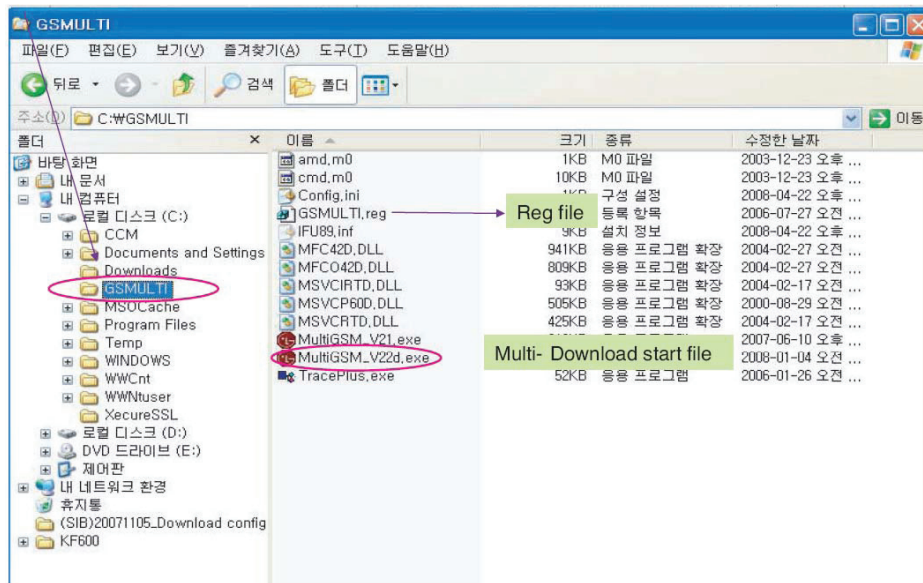 GSMULTI
파일(F) 편집(E) 보기(V) 즐겨찾기(A) 도구(T) 도움말(H)
뒤로 검색 폴더
주소(D) C:\GSMULTI 이동
폴더 × 이름 크기 종류 수정한 날짜
바탕 화면
내 문서
내 컴퓨터
로컬 디스크 (C:)
CCM
Documents and Settings
Downloads
GSMULTI
MSOCache
Program Files
Temp
WINDOWS
WWCnt
WWNtuser
XecureSSL
로컬 디스크 (D:)
DVD 드라이브 (E:)
제어판
내 네트워크 환경
휴지통
(SIB)20071105_Download config
KF600
amd,m0 1KB M0 파일 2003-12-23 오후 ...
cmd,m0 10KB M0 파일 2003-12-23 오후 ...
Config,ini 1KB 구성 설정 2008-04-22 오후 ...
GSMULTI,reg Reg file 등록 항목 2006-07-27 오전 ...
IFU89,inf 9KB 설치 정보 2008-04-22 오후 ...
MFC42D,DLL 941KB 응용 프로그램 확장 2004-02-27 오전 ...
MFCO42D,DLL 809KB 응용 프로그램 확장 2004-02-27 오전 ...
MSVCIRTD,DLL 93KB 응용 프로그램 확장 2004-02-17 오전 ...
MSVCP60D,DLL 505KB 응용 프로그램 확장 2000-08-29 오전 ...
MSVCRTD,DLL 425KB 응용 프로그램 확장 2004-02-17 오전 ...
MultiGSM_V21,exe 2007-06-10 오후 ...
MultiGSM_V22d,exe Multi- Download start file 2008-01-04 오전 ...
TracePlus,exe 52KB 응용 프로그램 2006-01-26 오전 ...